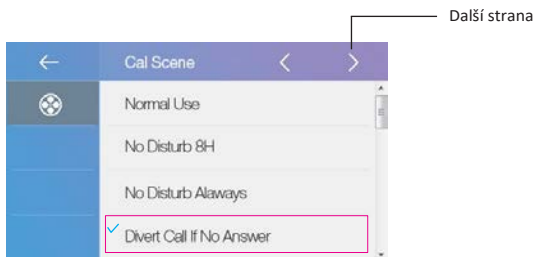 Další strana
Cal Scene
Normal Use
No Disturb 8H
No Disturb Alaways
Divert Call If No Answer